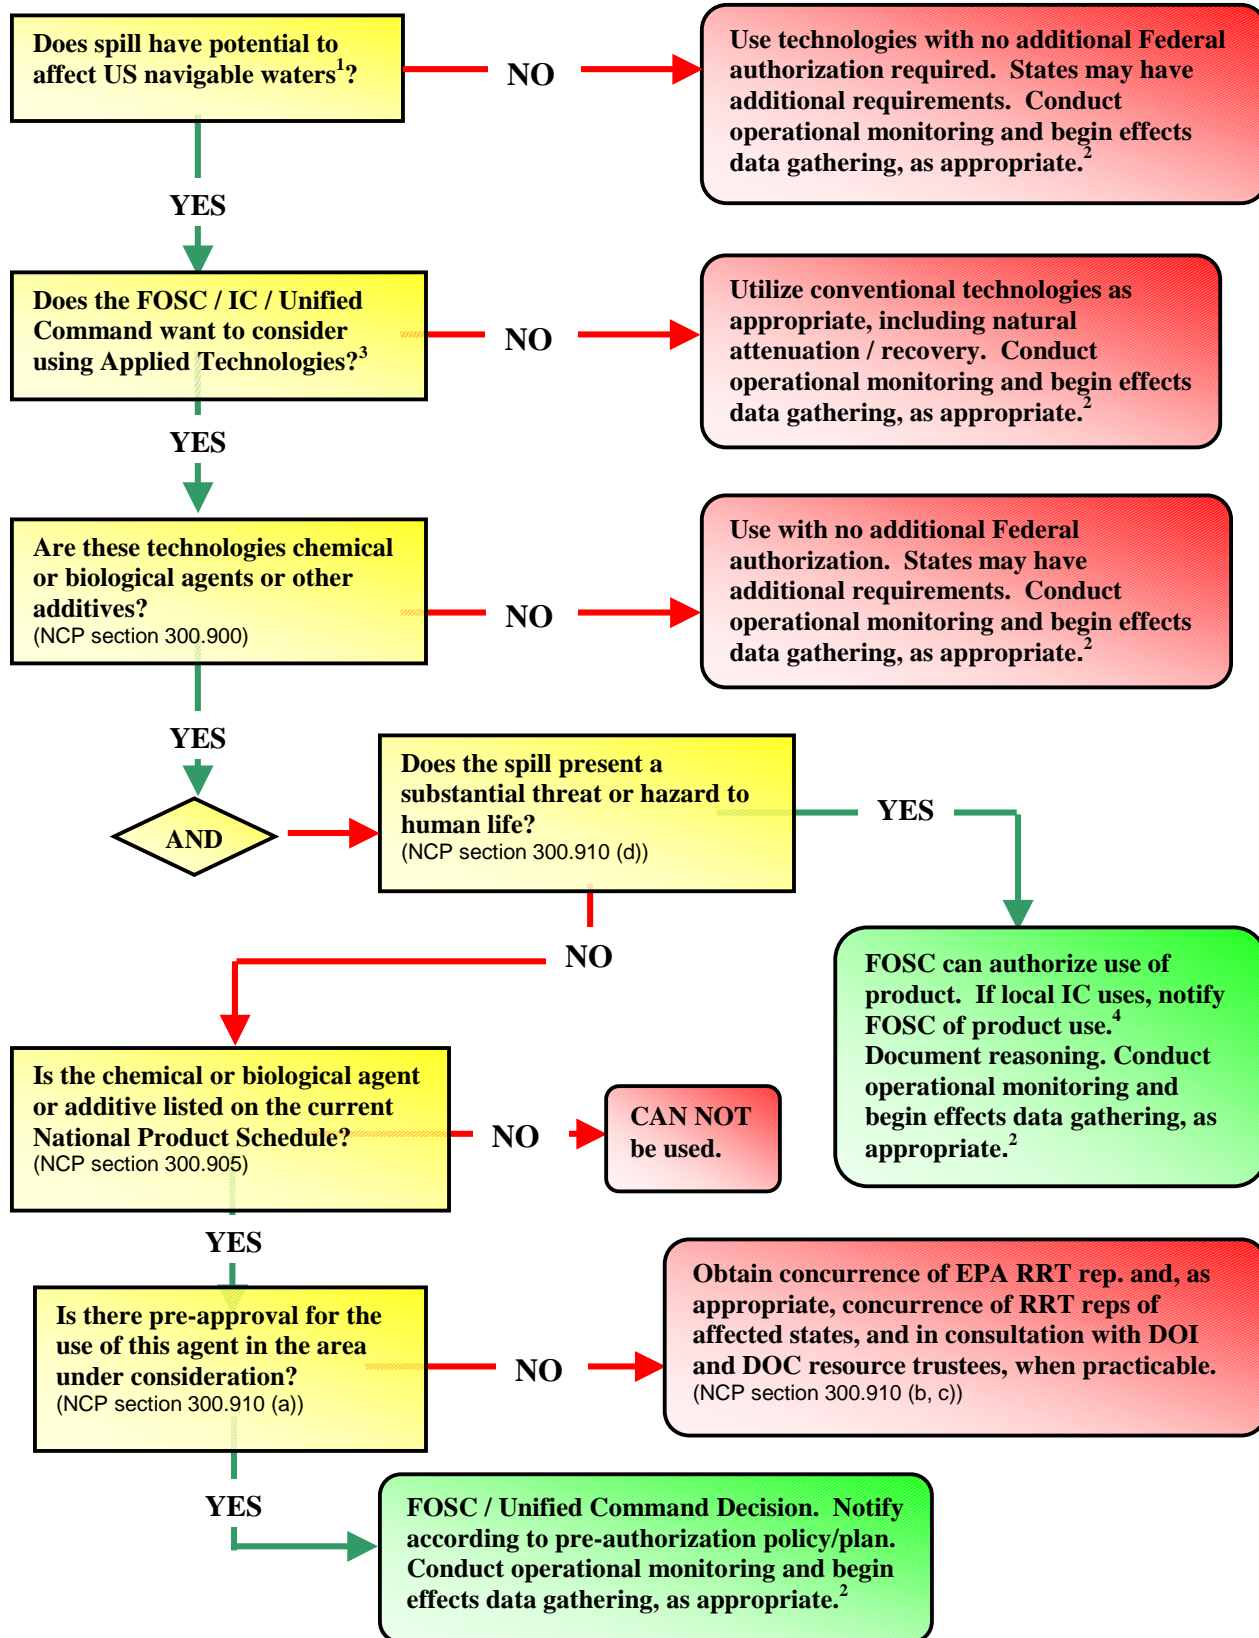 Does spill have potential to
affect US navigable waters¹?
NO
Use technologies with no additional Federal
authorization required. States may have
additional requirements. Conduct
operational monitoring and begin effects
data gathering, as appropriate.²
YES
Does the FOSC / IC / Unified
Command want to consider
using Applied Technologies?³
NO
Utilize conventional technologies as
appropriate, including natural
attenuation / recovery. Conduct
operational monitoring and begin effects
data gathering, as appropriate.²
YES
Are these technologies chemical
or biological agents or other
additives?
(NCP section 300.900)
NO
Use with no additional Federal
authorization. States may have
additional requirements. Conduct
operational monitoring and begin effects
data gathering, as appropriate.²
YES
AND
Does the spill present a
substantial threat or hazard to
human life?
(NCP section 300.910 (d))
YES
FOSC can authorize use of
product. If local IC uses, notify
FOSC of product use.⁴
Document reasoning. Conduct
operational monitoring and
begin effects data gathering, as
appropriate.²
NO
Is the chemical or biological agent
or additive listed on the current
National Product Schedule?
(NCP section 300.905)
NO
CAN NOT
be used.
YES
Is there pre-approval for the
use of this agent in the area
under consideration?
(NCP section 300.910 (a))
NO
Obtain concurrence of EPA RRT rep. and, as
appropriate, concurrence of RRT reps of
affected states, and in consultation with DOI
and DOC resource trustees, when practicable.
(NCP section 300.910 (b, c))
YES
FOSC / Unified Command Decision. Notify
according to pre-authorization policy/plan.
Conduct operational monitoring and begin
effects data gathering, as appropriate.²